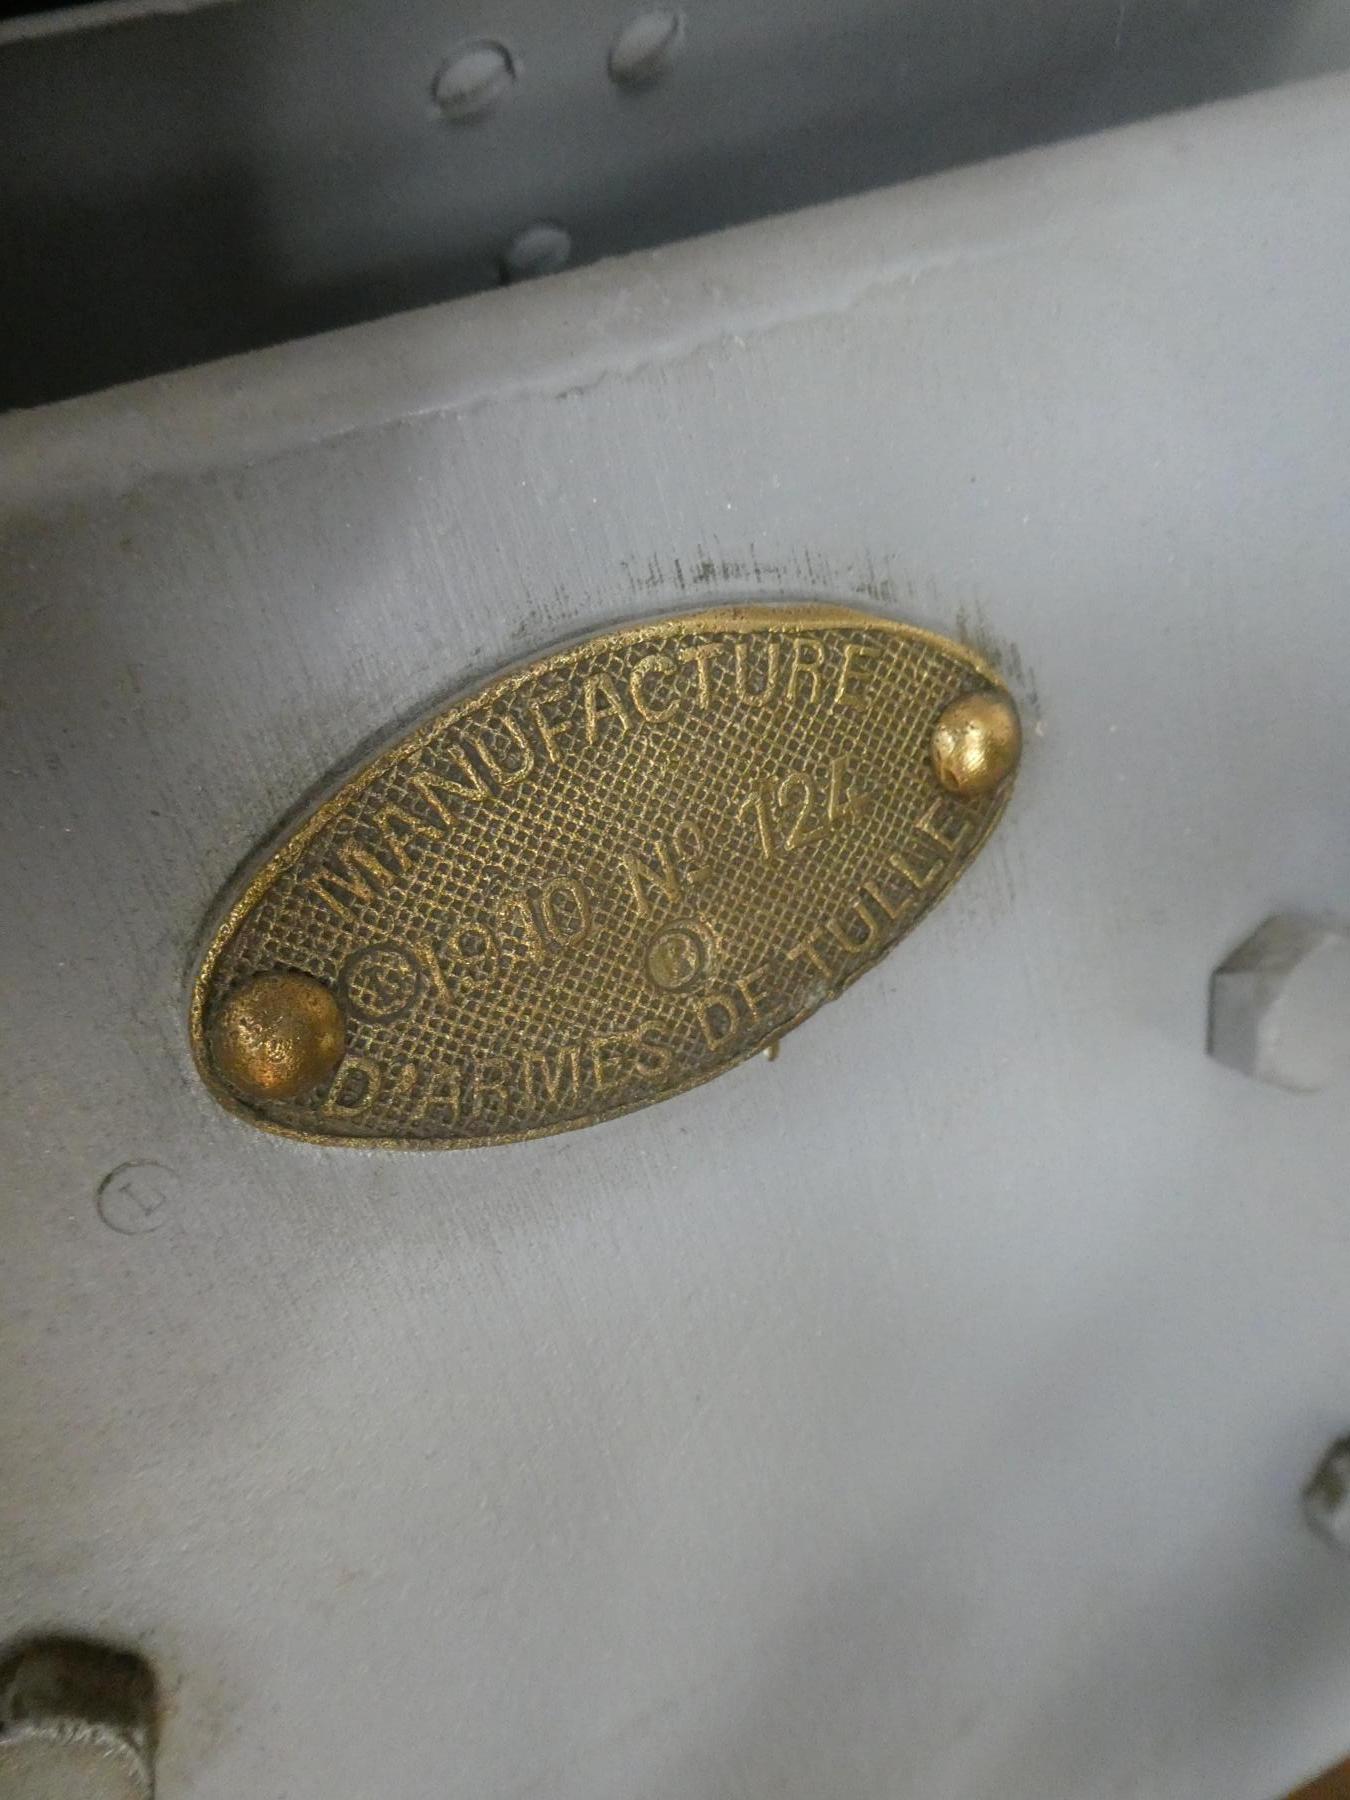 MANUFACTURE
1910 Nº 124
D'ARMES DE TULLE
L